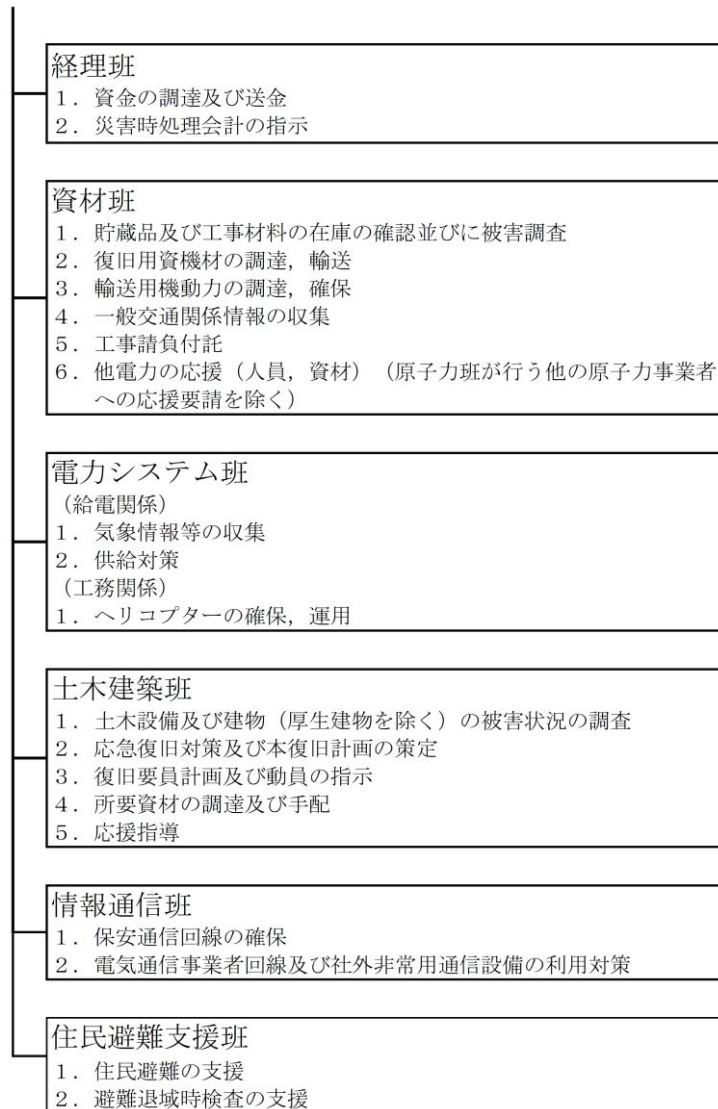 経理班
1．資金の調達及び送金
2．災害時処理会計の指示
資材班
1．貯蔵品及び工事材料の在庫の確認並びに被害調査
2．復旧用資機材の調達，輸送
3．輸送用機動力の調達，確保
4．一般交通関係情報の収集
5．工事請負付託
6．他電力の応援（人員，資材）（原子力班が行う他の原子力事業者
への応援要請を除く）
電力システム班
（給電関係）
1．気象情報等の収集
2．供給対策
（工務関係）
1．ヘリコプターの確保，運用
土木建築班
1．土木設備及び建物（厚生建物を除く）の被害状況の調査
2．応急復旧対策及び本復旧計画の策定
3．復旧要員計画及び動員の指示
4．所要資材の調達及び手配
5．応援指導
情報通信班
1．保安通信回線の確保
2．電気通信事業者回線及び社外非常用通信設備の利用対策
住民避難支援班
1．住民避難の支援
2．避難退域時検査の支援